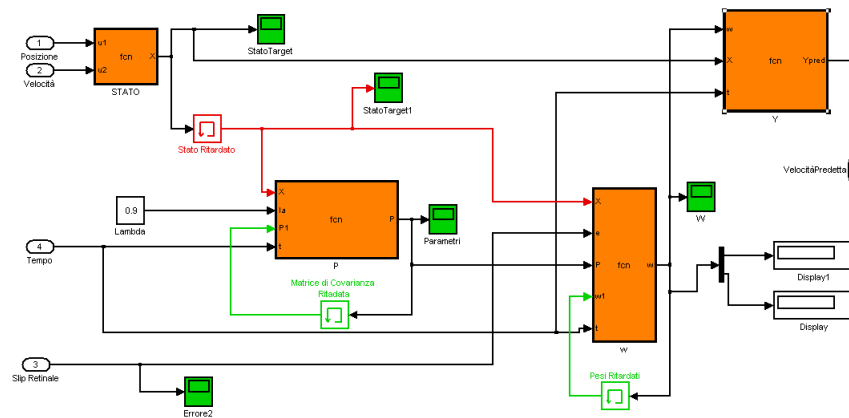 1
Posizione
2
Velocità
u1
u2
fcn
X
STATO
StatoTarget
StatoTarget1
Stato Ritardato
w
X
t
fcn
Ypred
Y
VelocitàPredetta
0.9
Lambda
X
la
P1
t
fcn
P
P
Parametri
4
Tempo
Matrice di Covarianza
Ritadata
X
e
P
w1
t
fcn
w
W
W
Display1
Display
3
Slip Retinale
Errore2
Pesi Ritardati